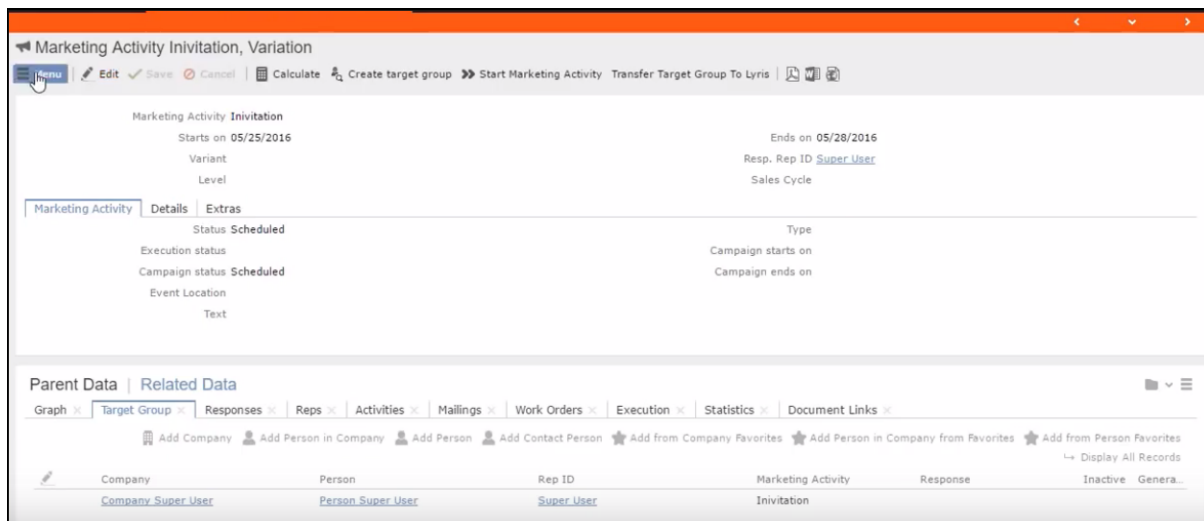 Marketing Activity Inivitation, Variation
Menu Edit Save Cancel Calculate Create target group Start Marketing Activity Transfer Target Group To Lyris
Marketing Activity Inivitation
Starts on 05/25/2016 Ends on 05/28/2016
Variant Resp. Rep ID Super User
Level Sales Cycle
Marketing Activity Details Extras
Status Scheduled Type
Execution status Campaign starts on
Campaign status Scheduled Campaign ends on
Event Location
Text
Parent Data | Related Data
Graph Target Group Responses Reps Activities Mailings Work Orders Execution Statistics Document Links
Add Company Add Person in Company Add Person Add Contact Person Add from Company Favorites Add Person in Company from Favorites Add from Person Favorites
Display All Records
Company Person Rep ID Marketing Activity Response Inactive Genera...
Company Super User Person Super User Super User Inivitation